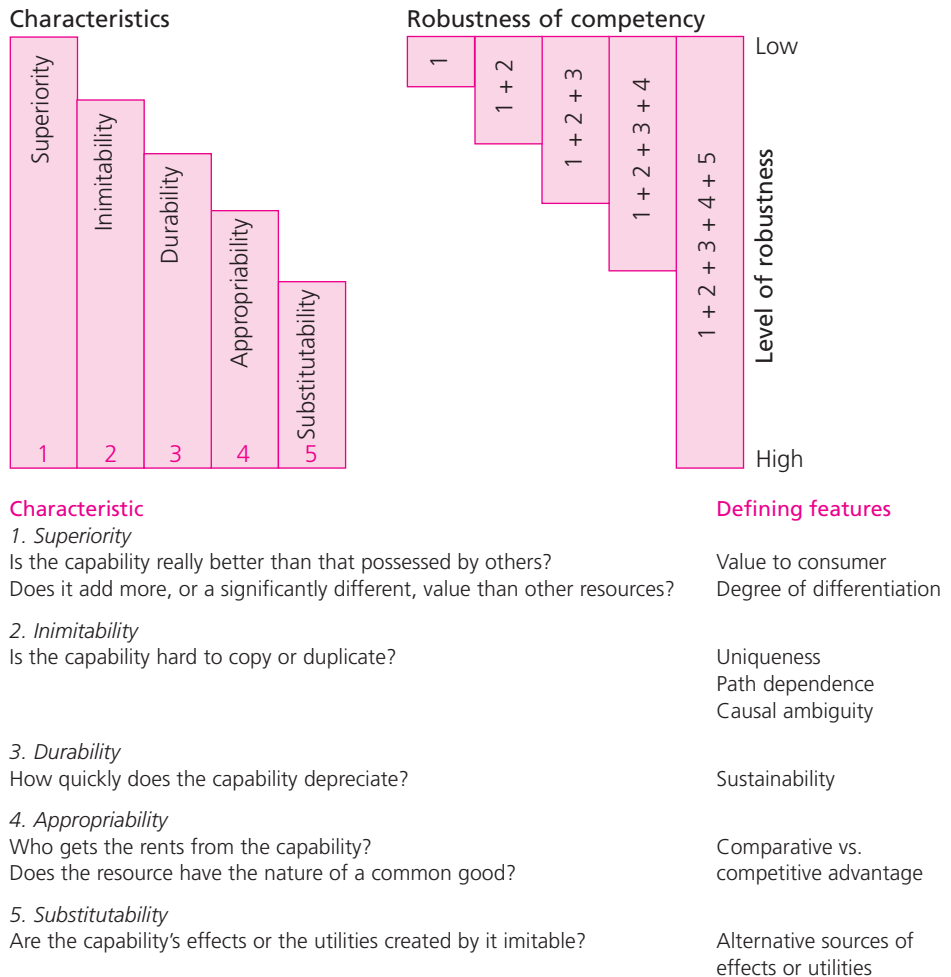 Characteristics
Superiority
Inimitability
Durability
Appropriability
Substitutability
1
2
3
4
5
Robustness of competency
1
1 + 2
1 + 2 + 3
1 + 2 + 3 + 4
1 + 2 + 3 + 4 + 5
Low
Level of robustness
High
Characteristic
Defining features
1. Superiority
Is the capability really better than that possessed by others?
Value to consumer
Does it add more, or a significantly different, value than other resources?
Degree of differentiation
2. Inimitability
Is the capability hard to copy or duplicate?
Uniqueness
Path dependence
Causal ambiguity
3. Durability
How quickly does the capability depreciate?
Sustainability
4. Appropriability
Who gets the rents from the capability?
Comparative vs.
Does the resource have the nature of a common good?
competitive advantage
5. Substitutability
Are the capability's effects or the utilities created by it imitable?
Alternative sources of
effects or utilities